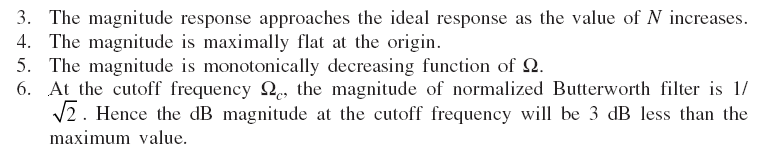 3. The magnitude response approaches the ideal response as the value of N increases.
4. The magnitude is maximally flat at the origin.
5. The magnitude is monotonically decreasing function of Ω.
6. At the cutoff frequency Ωc, the magnitude of normalized Butterworth filter is 1/
√2 . Hence the dB magnitude at the cutoff frequency will be 3 dB less than the
maximum value.